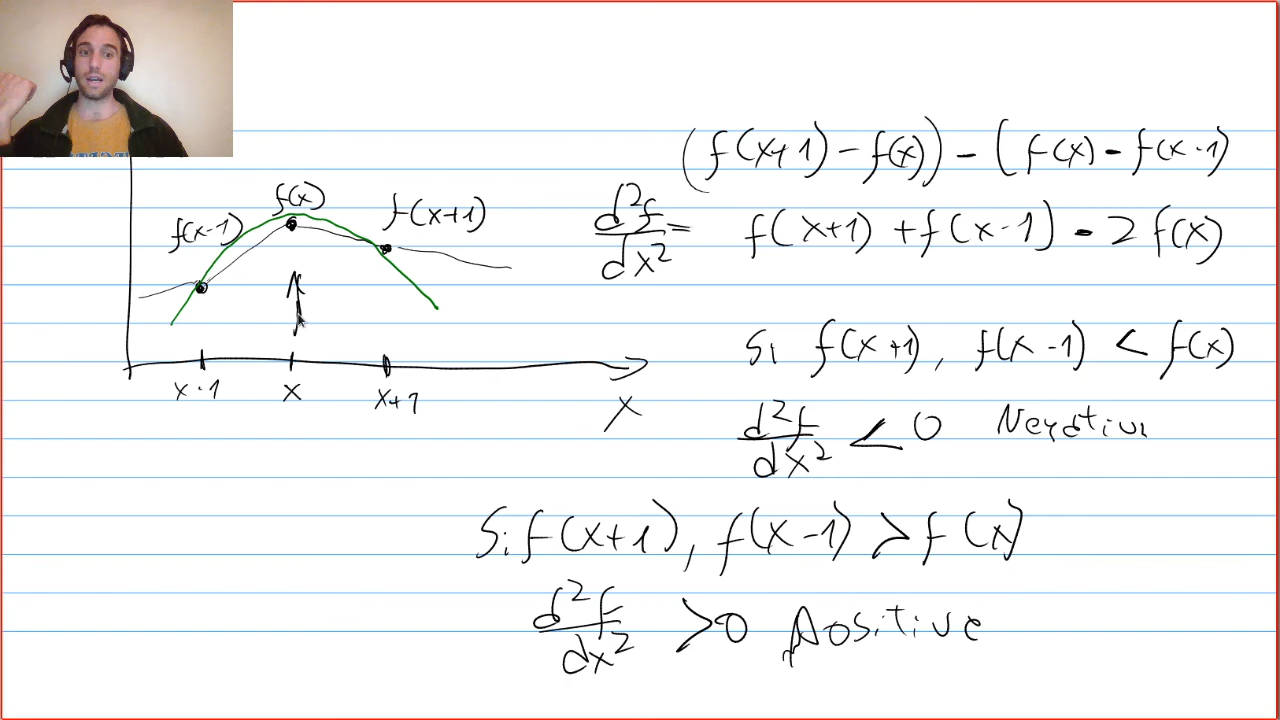 (f(x+1) - f(x)) - (f(x) - f(x-1)
d²f/dx² = f(x+1) + f(x-1) - 2f(x)
f(x-1) f(x) f(x+1)
x-1 x x+1 x
Si f(x+1), f(x-1) < f(x)
d²f/dx² < 0
Si f(x+1), f(x-1) > f(x)
d²f/dx² > 0 positive